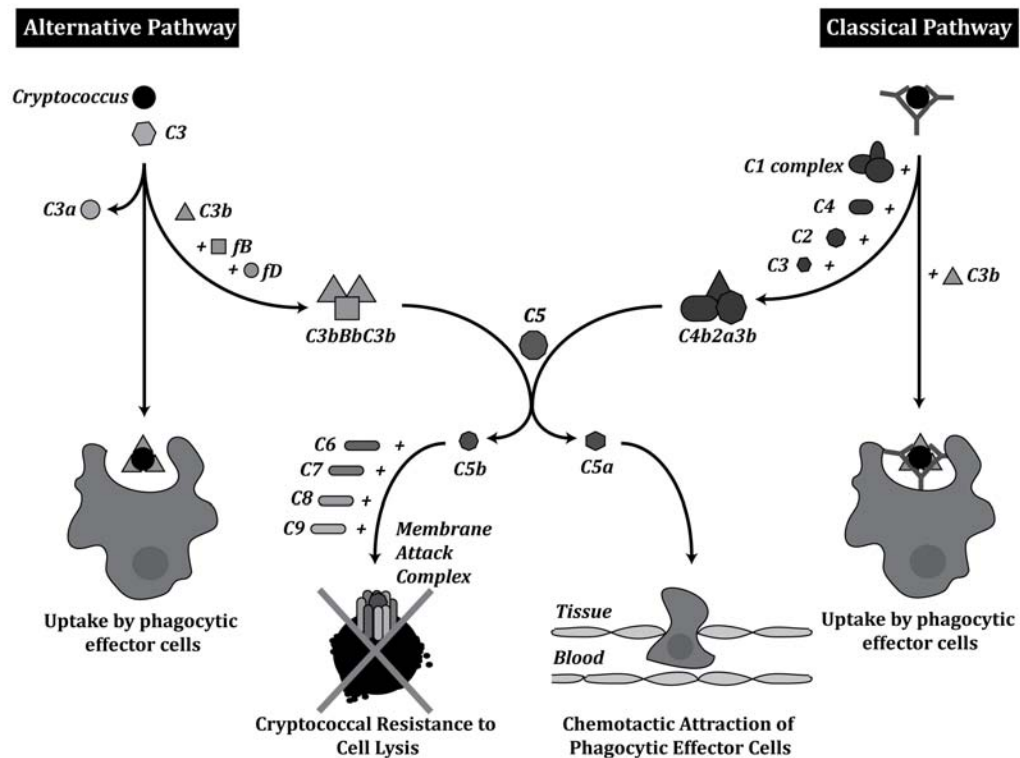 Alternative Pathway
Classical Pathway
Cryptococcus
C3
C3a
C3b
+ fB
+ fD
C3bBbC3b
C1 complex +
C4 +
C2 +
C3 +
+ C3b
C4b2a3b
C5
C5b
C5a
C6 +
C7 +
C8 +
C9 +
Membrane
Attack
Complex
Uptake by phagocytic
effector cells
Cryptococcal Resistance to
Cell Lysis
Tissue
Blood
Chemotactic Attraction of
Phagocytic Effector Cells
Uptake by phagocytic
effector cells